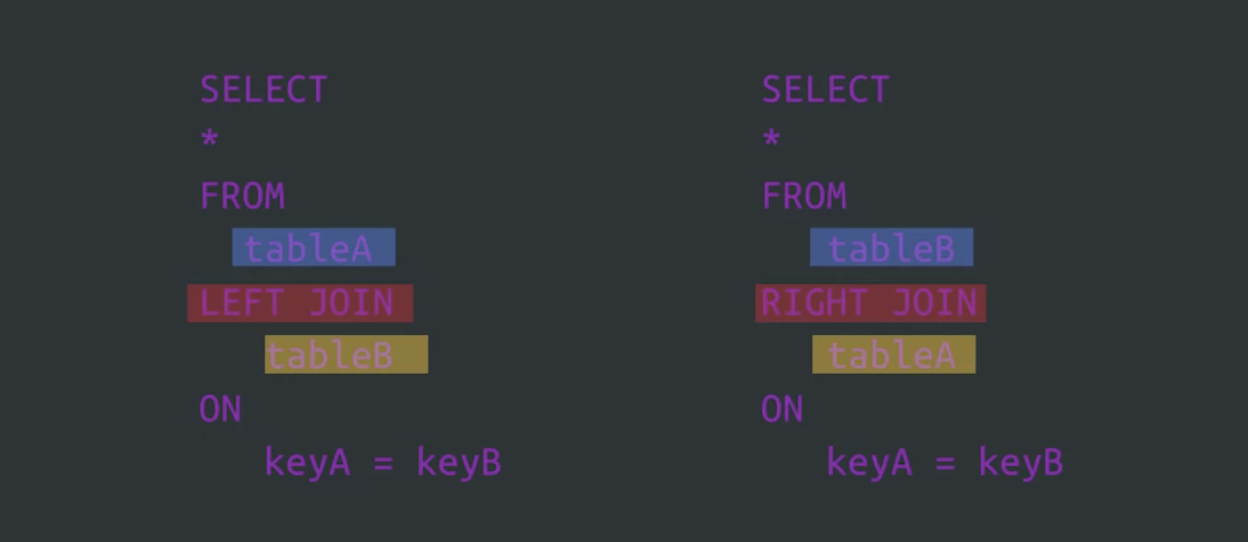 SELECT
*
FROM
tableA
LEFT JOIN
tableB
ON
keyA = keyB
SELECT
*
FROM
tableB
RIGHT JOIN
tableA
ON
keyA = keyB